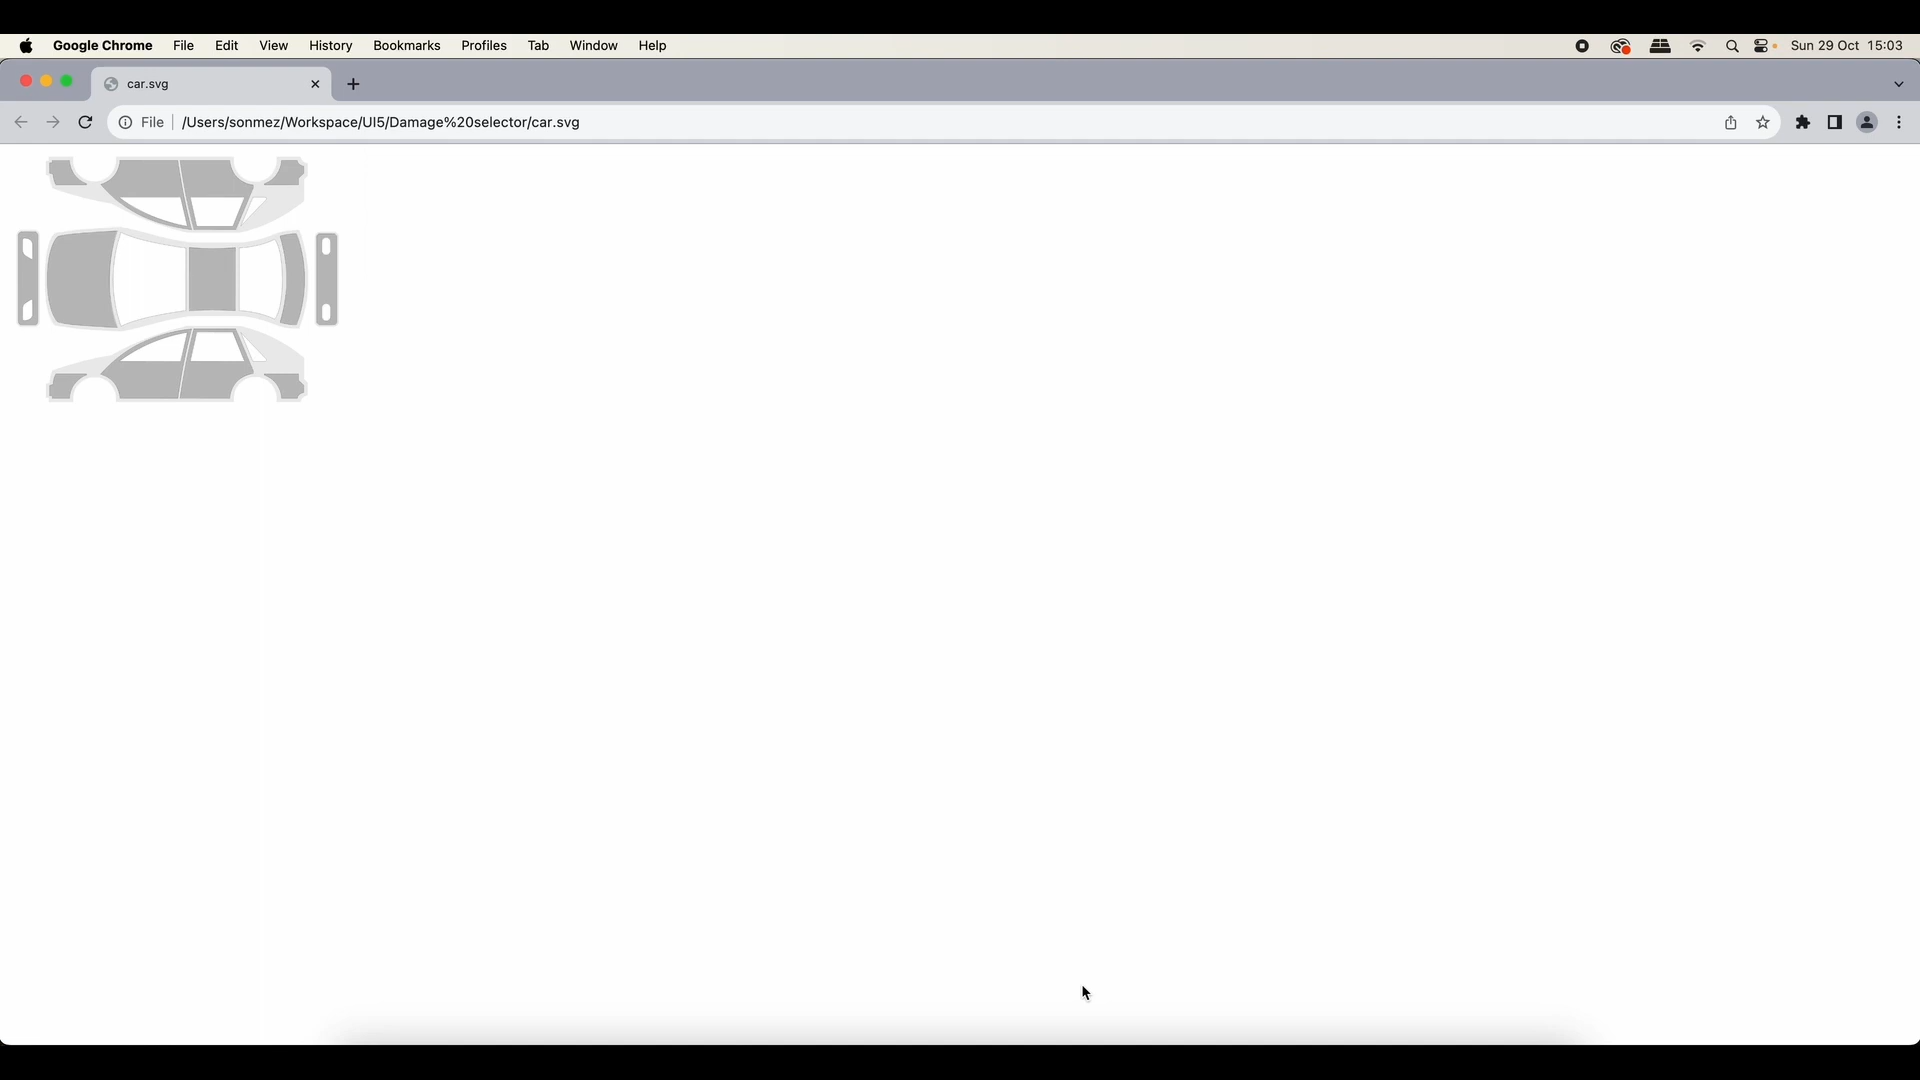 Google Chrome File Edit View History Bookmarks Profiles Tab Window Help Sun 29 Oct 15:03
car.svg
File /Users/sonmez/Workspace/UI5/Damage%20selector/car.svg